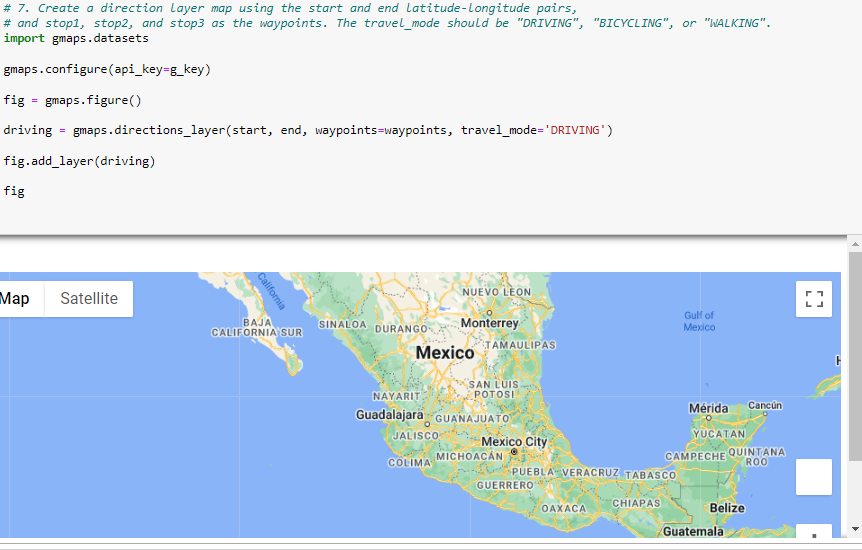 # 7. Create a direction layer map using the start and end latitude-longitude pairs,
# and stop1, stop2, and stop3 as the waypoints. The travel_mode should be "DRIVING", "BICYCLING", or "WALKING".
import gmaps.datasets
gmaps.configure(api_key=g_key)
fig = gmaps.figure()
driving = gmaps.directions_layer(start, end, waypoints=waypoints, travel_mode='DRIVING')
fig.add_layer(driving)
fig
Map Satellite
California
NUEVO LEON
BAJA
CALIFORNIA SUR
SINALOA
DURANGO
Monterrey
Gulf of
Mexico
Mexico
TAMAULIPAS
SAN LUIS
POTOSI
NAYARIT
Guadalajara
GUANAJUATO
Mérida
Cancún
JALISCO
Mexico City
YUCATAN
COLIMA
MICHOACÁN
CAMPECHE
QUINTANA
ROO
PUEBLA
VERACRUZ
TABASCO
GUERRERO
OAXACA
CHIAPAS
Belize
Guatemala